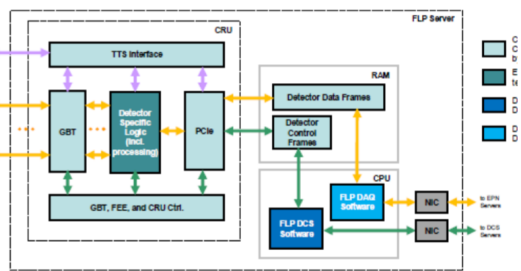 FLP Server
CRU
TTS Interface
GBT
Detector
Specific
Logic
(incl.
processing)
PCIe
GBT, FEE, and CRU Ctrl.
RAM
Detector Data Frames
Detector
Control
Frames
CPU
FLP DAQ
Software
FLP DCS
Software
NIC
to EPN
Servers
NIC
to DCS
Servers
C
C
b
E
te
D
D
D
D